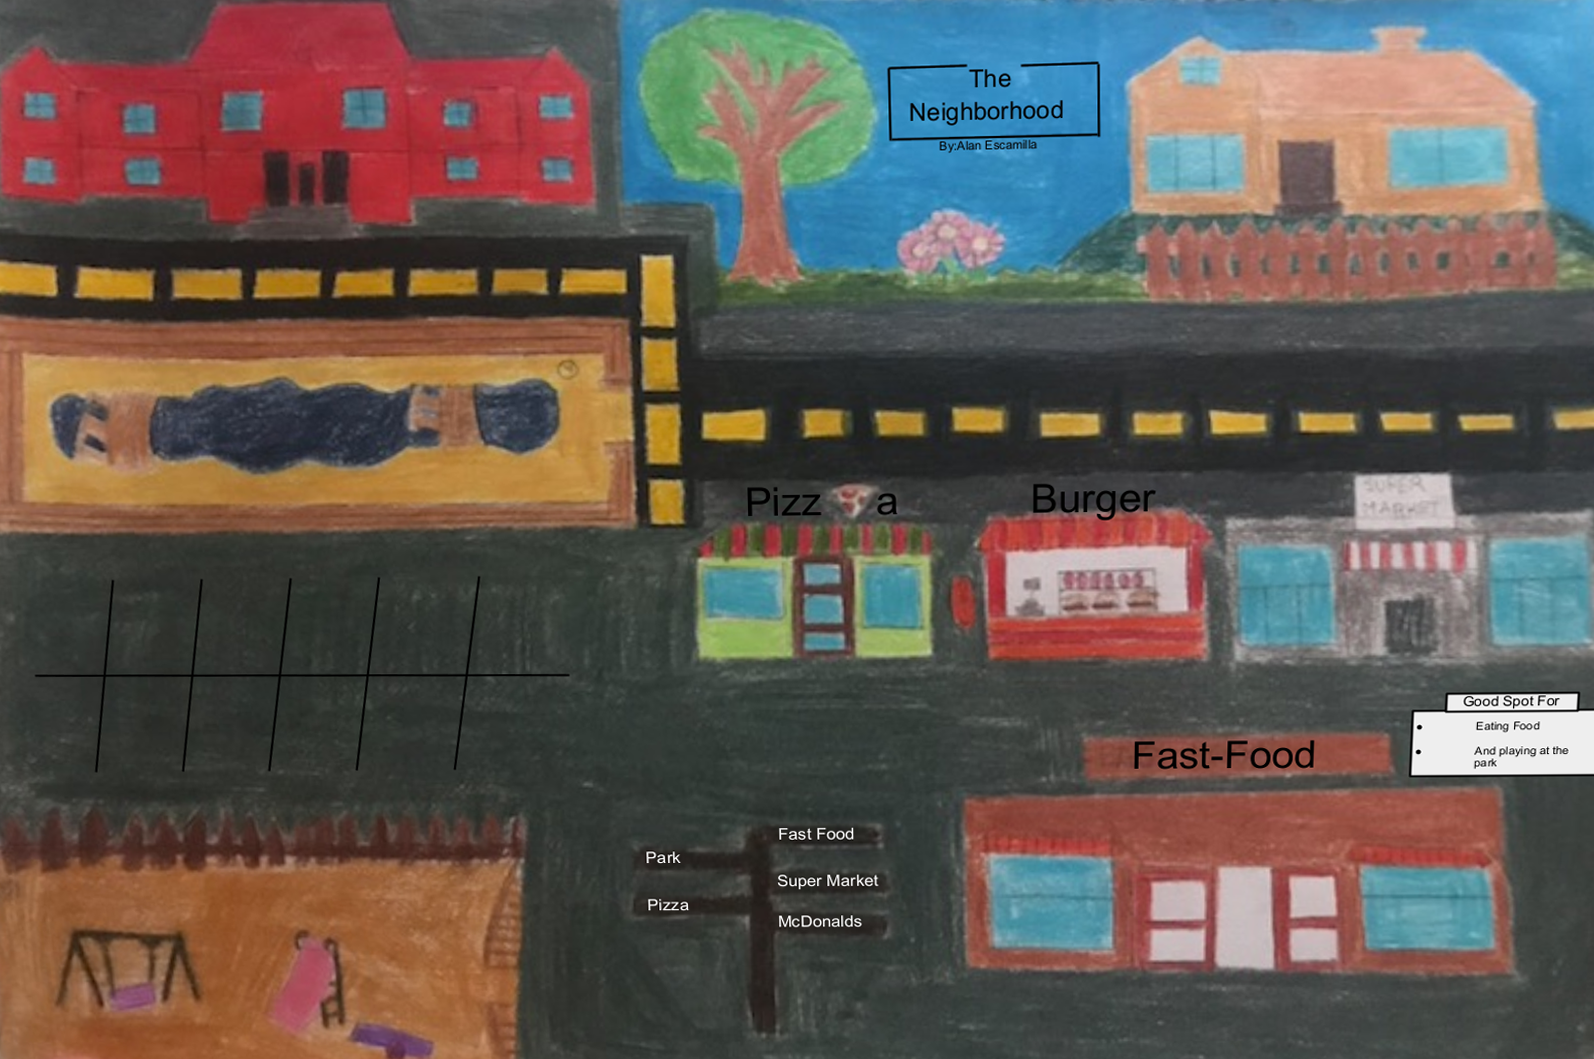 The
Neighborhood
By:Alan Escamilla
Pizz a
Burger
SUPER
MARKET
Good Spot For
• Eating Food
• And playing at the
park
Fast-Food
Fast Food
Park
Super Market
Pizza
McDonalds